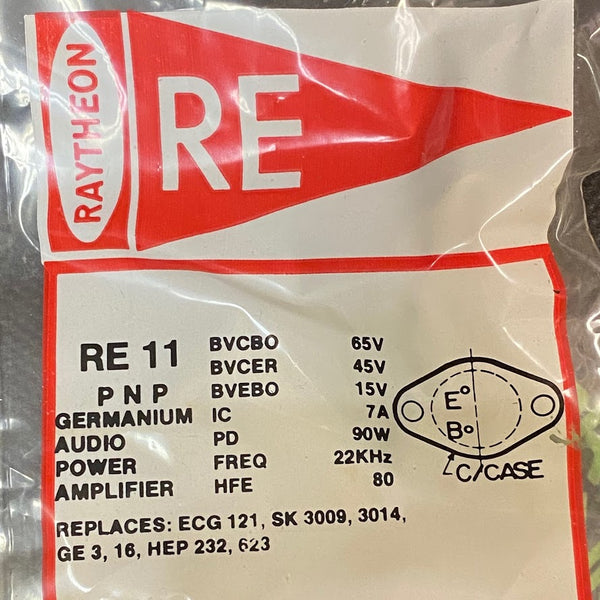 RAYTHEON
RE
RE 11
P N P
GERMANIUM
AUDIO
POWER
AMPLIFIER
BVCBO 65V
BVCER 45V
BVEBO 15V
IC 7A
PD 90W
FREQ 22KHz
HFE 80
E
B
C/CASE
REPLACES: ECG 121, SK 3009, 3014,
GE 3, 16, HEP 232, 623